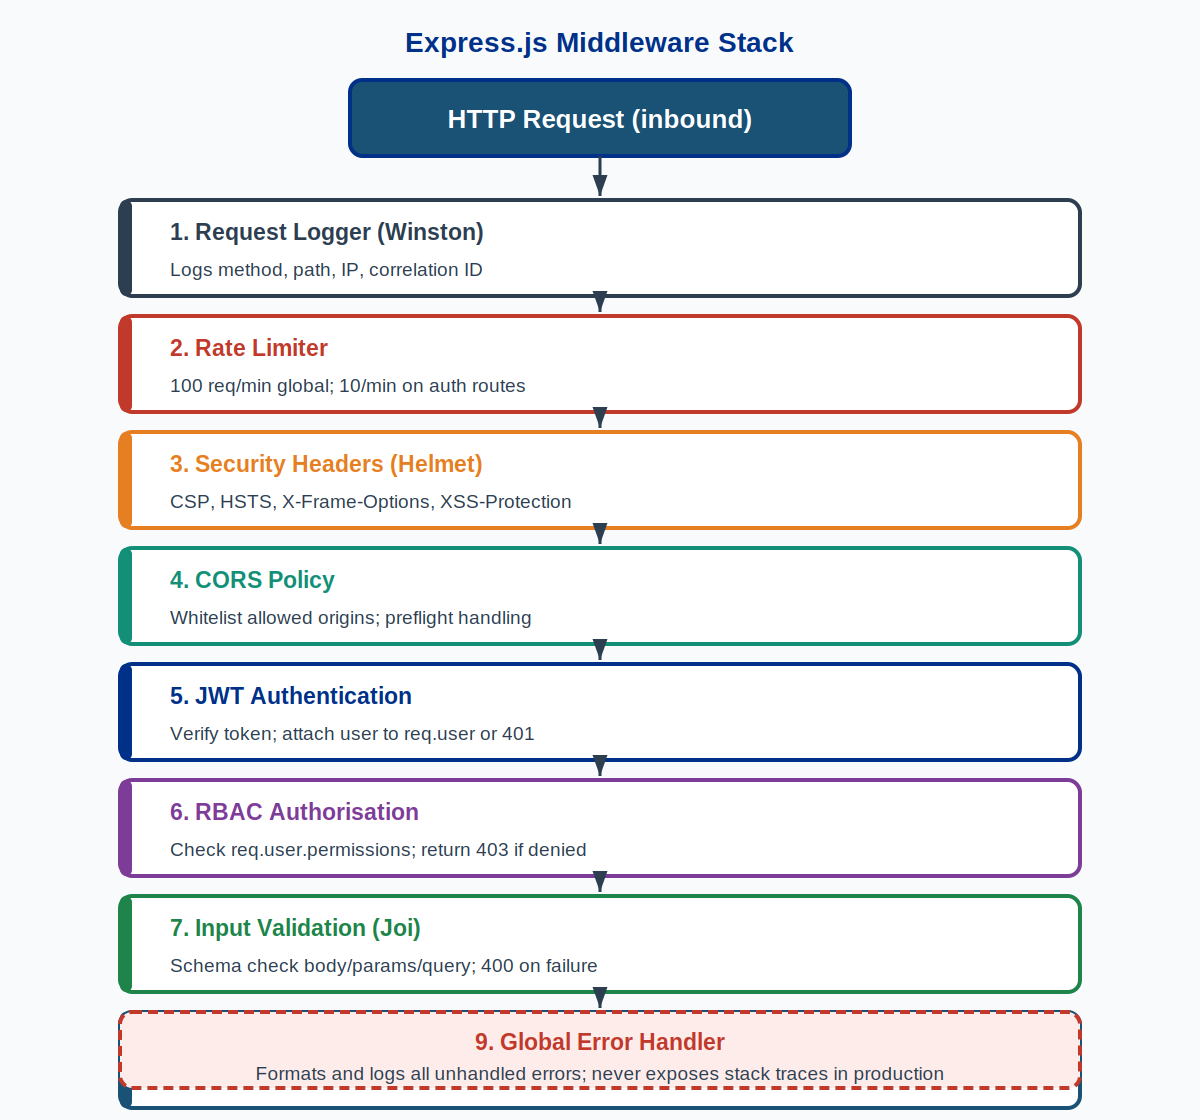 Express.js Middleware Stack
HTTP Request (inbound)
1. Request Logger (Winston)
Logs method, path, IP, correlation ID
2. Rate Limiter
100 req/min global; 10/min on auth routes
3. Security Headers (Helmet)
CSP, HSTS, X-Frame-Options, XSS-Protection
4. CORS Policy
Whitelist allowed origins; preflight handling
5. JWT Authentication
Verify token; attach user to req.user or 401
6. RBAC Authorisation
Check req.user.permissions; return 403 if denied
7. Input Validation (Joi)
Schema check body/params/query; 400 on failure
9. Global Error Handler
Formats and logs all unhandled errors; never exposes stack traces in production